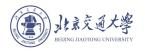 北京交通大學
BEIJING JIAOTONG UNIVERSITY